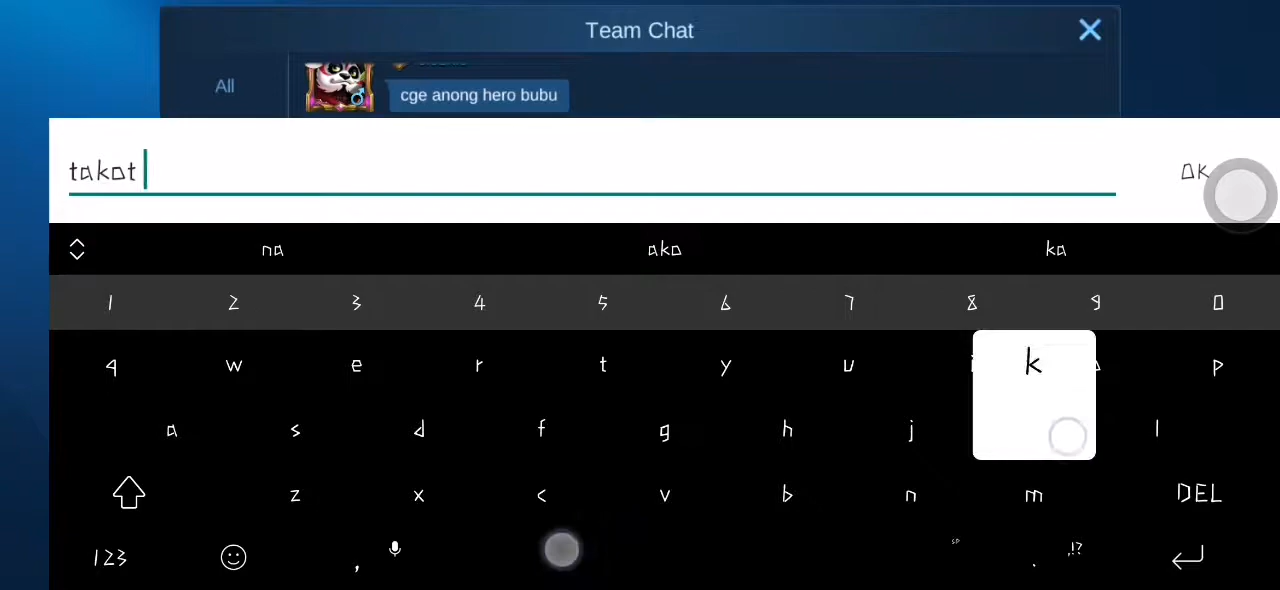 Team Chat
All
cge anong hero bubu
takot
OK
na ako ka
1 2 3 4 5 6 7 8 9 0
q w e r t y u i o p
a s d f g h j k l
z x c v b n m DEL
123 , . ,!?